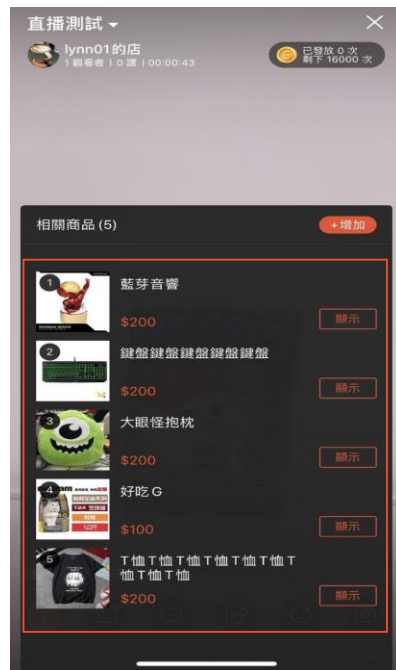 直播測試
lynn01的店
1 觀看者 | 0 讚 | 00:00:43
已發放 0 次
剩下 16000 次
相關商品 (5)
+增加
1
藍芽音響
$200
顯示
2
鍵盤鍵盤鍵盤鍵盤鍵盤
$200
顯示
3
大眼怪抱枕
$200
顯示
4
好吃G
$100
顯示
5
T恤T恤T恤T恤T恤T恤T
恤T恤T恤
$200
顯示